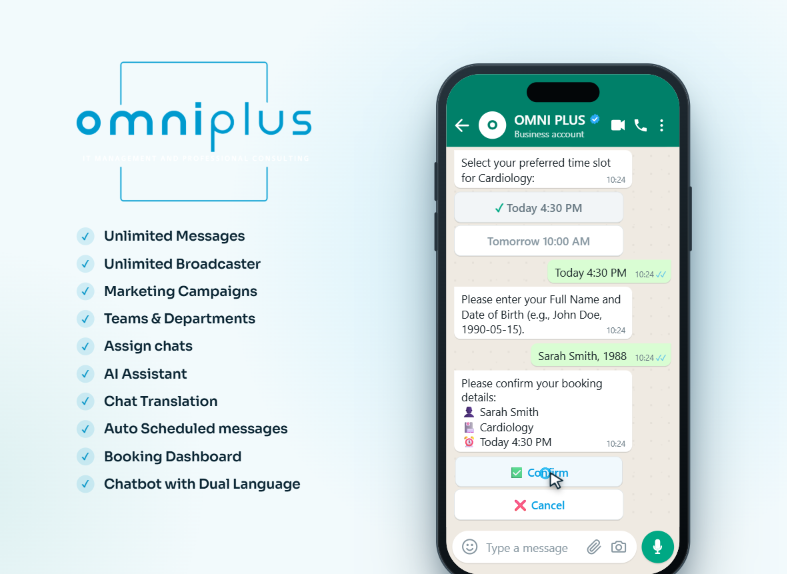 omniplus
Unlimited Messages
Unlimited Broadcaster
Marketing Campaigns
Teams & Departments
Assign chats
AI Assistant
Chat Translation
Auto Scheduled messages
Booking Dashboard
Chatbot with Dual Language
OMNI PLUS
Business account
Select your preferred time slot
for Cardiology:
10:24
✓ Today 4:30 PM
Tomorrow 10:00 AM
Today 4:30 PM 10:24
Please enter your Full Name and
Date of Birth (e.g., John Doe,
1990-05-15).
10:24
Sarah Smith, 1988 10:24
Please confirm your booking
details:
Sarah Smith
Cardiology
Today 4:30 PM
10:24
Confirm
Cancel
Type a message